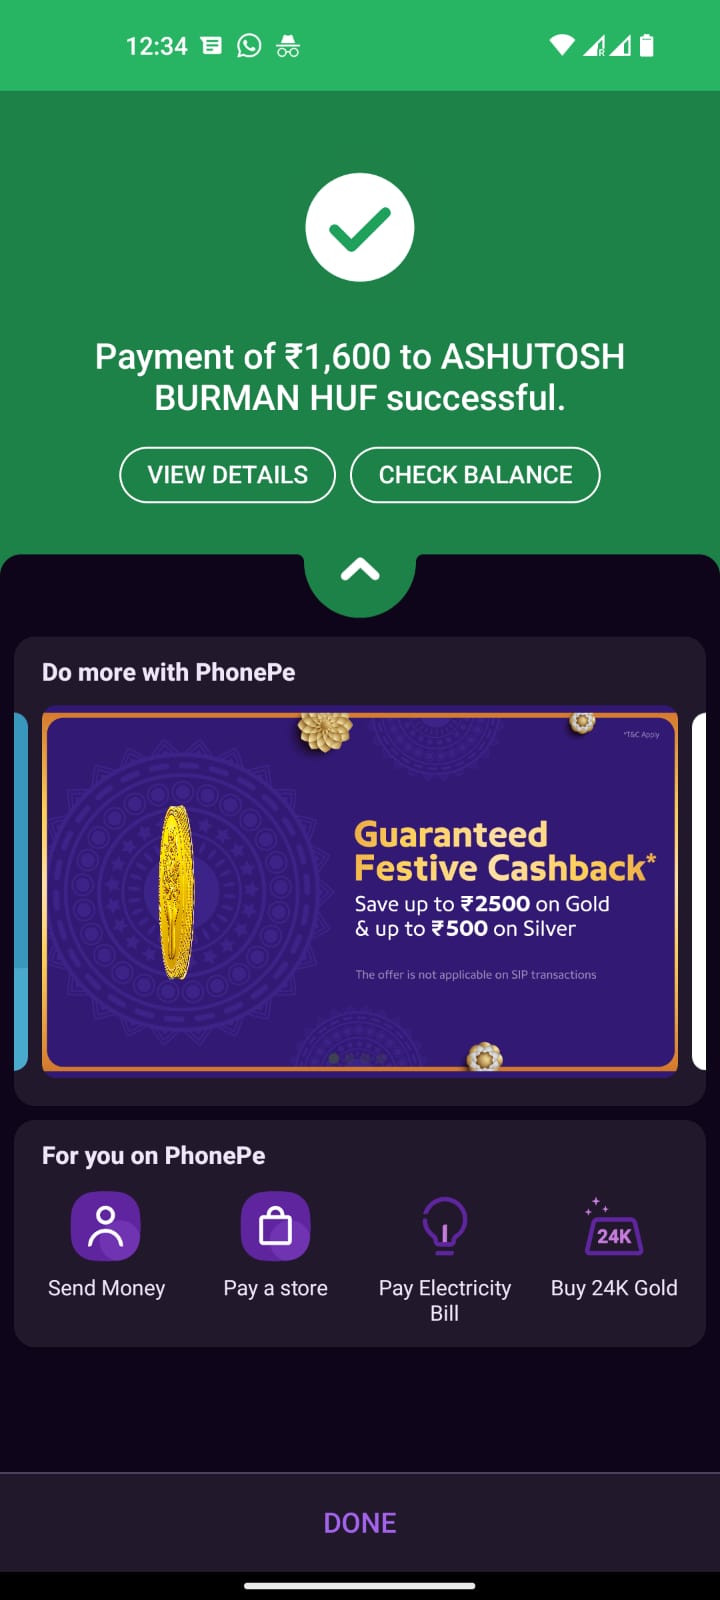 12:34
Payment of ₹1,600 to ASHUTOSH
BURMAN HUF successful.
VIEW DETAILS
CHECK BALANCE
Do more with PhonePe
*T&C Apply
Guaranteed
Festive Cashback*
Save up to ₹2500 on Gold
& up to ₹500 on Silver
The offer is not applicable on SIP transactions
For you on PhonePe
Send Money
Pay a store
Pay Electricity
Bill
24K
Buy 24K Gold
DONE